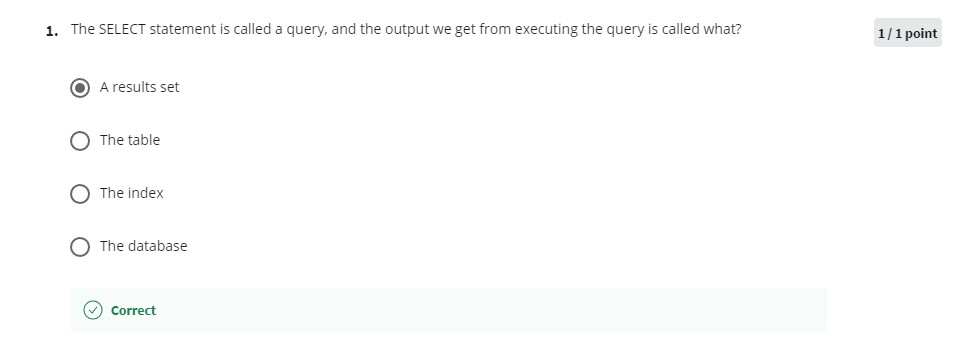 1. The SELECT statement is called a query, and the output we get from executing the query is called what?
1 / 1 point
A results set
The table
The index
The database
Correct